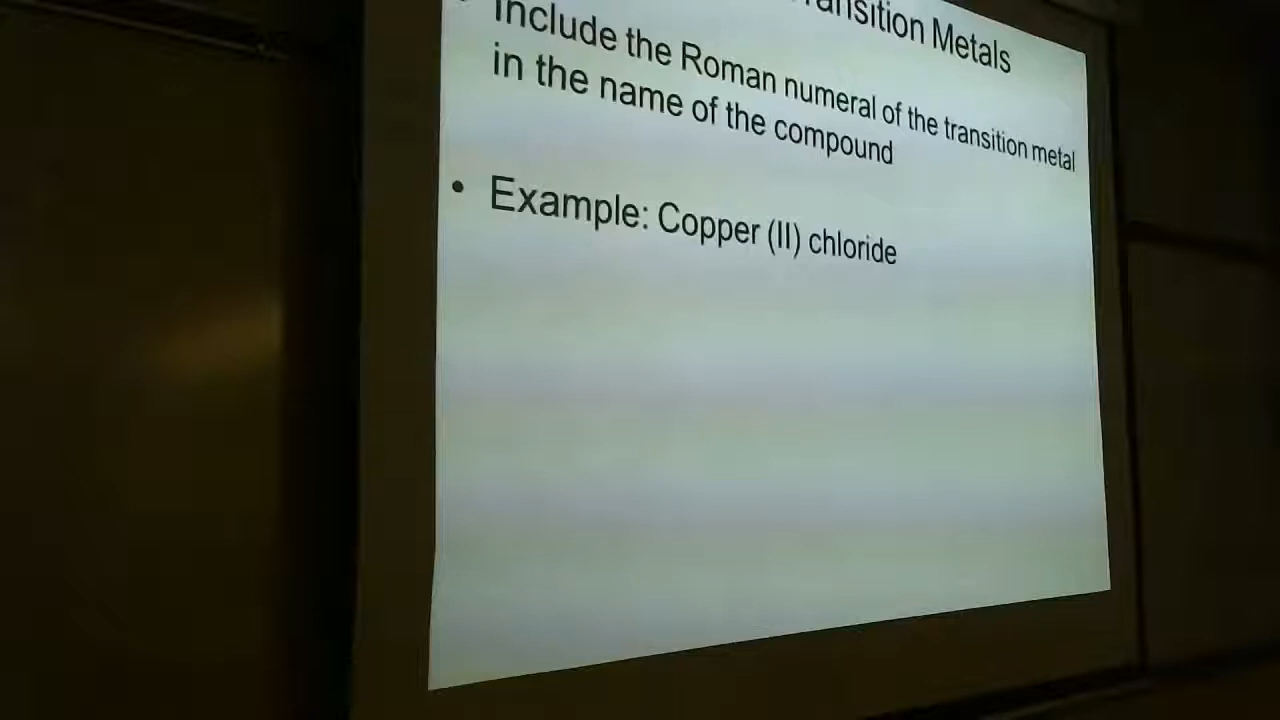 Transition Metals
Include the Roman numeral of the transition metal
in the name of the compound
• Example: Copper (II) chloride